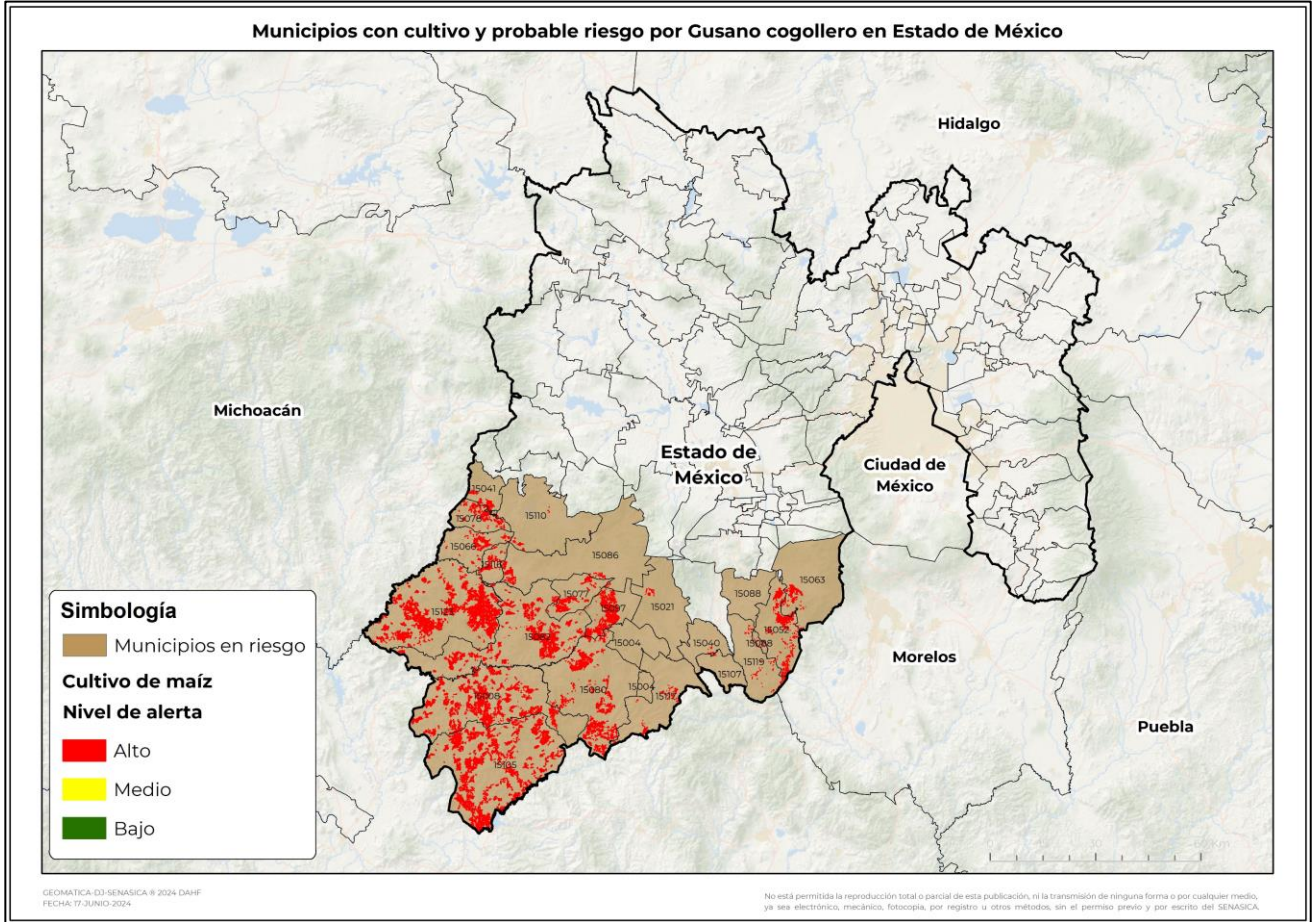 Municipios con cultivo y probable riesgo por Gusano cogollero en Estado de México
Hidalgo
Michoacán
Estado de
México
Ciudad de
México
Morelos
Puebla
15041
15110
15078
15066
15086
15063
15077
15021
15088
15004
15040
15119
15107
15080
15004
15105
Simbología
Municipios en riesgo
Cultivo de maíz
Nivel de alerta
Alto
Medio
Bajo
GEOMATICA-DJ-SENASICA ® 2024 DAHF
FECHA: 17-JUNIO-2024
No está permitida la reproducción total o parcial de esta publicación, ni la transmisión de ninguna forma o por cualquier medio,
ya sea electrónico, mecánico, fotocopia, por registro u otros métodos, sin el permiso previo y por escrito del SENASICA.